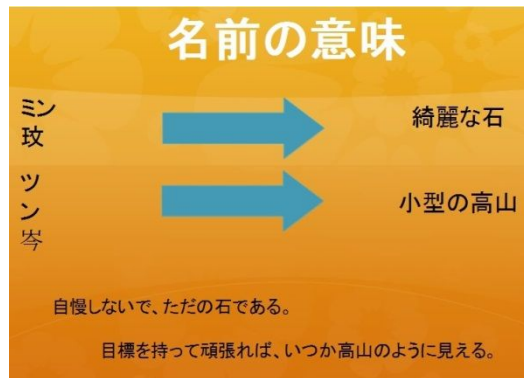 名前の意味
ミン
玟
綺麗な石
ツ
ン
岑
小型の高山
自慢しないで、ただの石である。
目標を持って頑張れば、いつか高山のように見える。